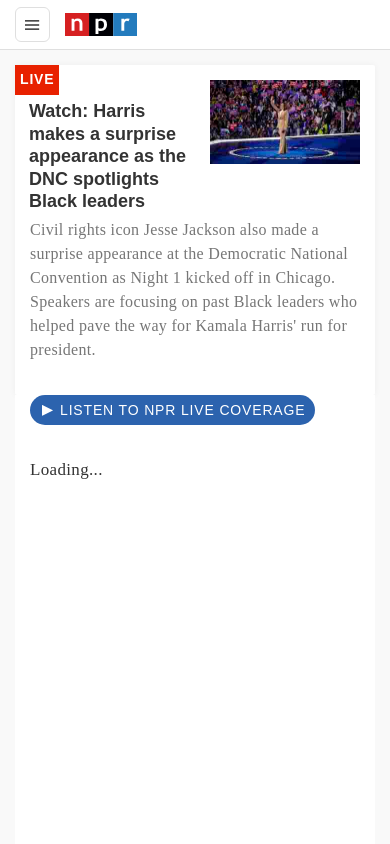 npr
LIVE
Watch: Harris
makes a surprise
appearance as the
DNC spotlights
Black leaders
Civil rights icon Jesse Jackson also made a
surprise appearance at the Democratic National
Convention as Night 1 kicked off in Chicago.
Speakers are focusing on past Black leaders who
helped pave the way for Kamala Harris' run for
president.
LISTEN TO NPR LIVE COVERAGE
Loading...